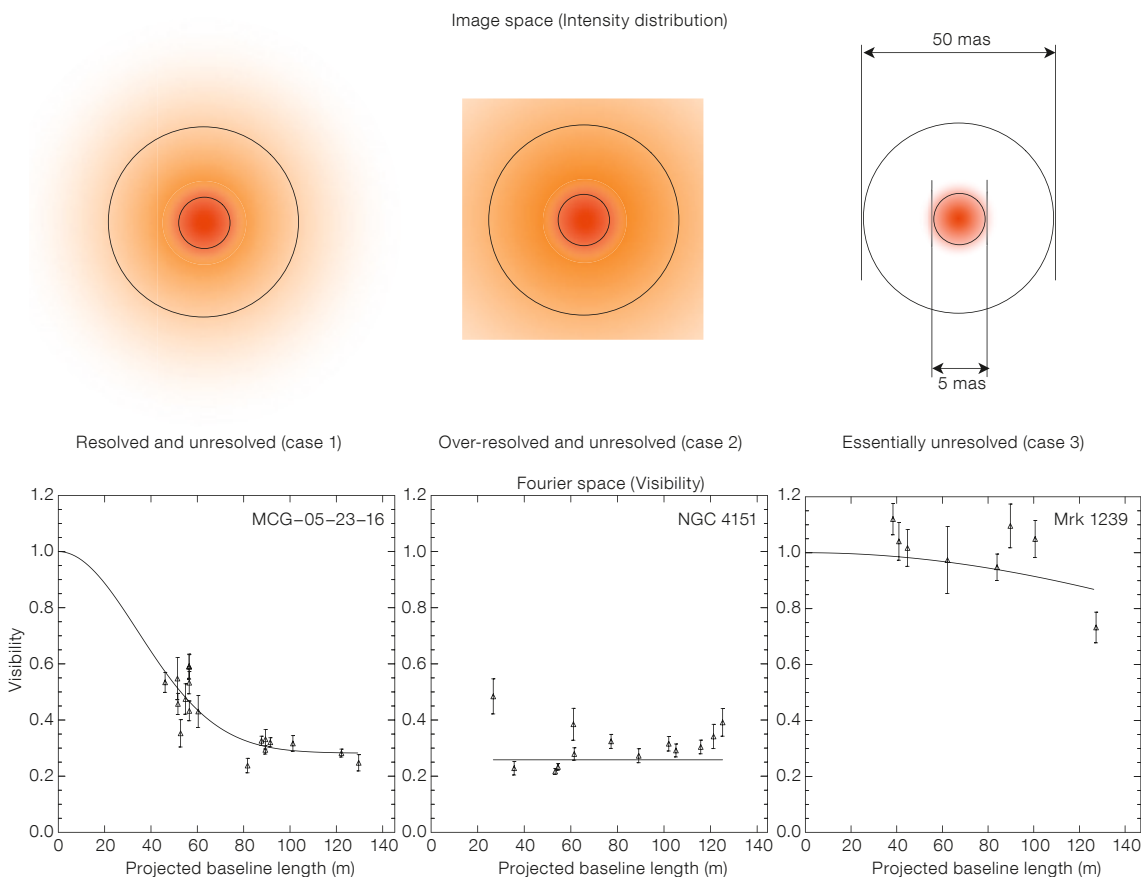 Image space (Intensity distribution)
50 mas
5 mas
Resolved and unresolved (case 1)
Over-resolved and unresolved (case 2)
Essentially unresolved (case 3)
Fourier space (Visibility)
MCG–05–23–16
NGC 4151
Mrk 1239
Visibility
1.2
1.0
0.8
0.6
0.4
0.2
0.0
0 20 40 60 80 100 120 140
Projected baseline length (m)
1.2
1.0
0.8
0.6
0.4
0.2
0.0
0 20 40 60 80 100 120 140
Projected baseline length (m)
1.2
1.0
0.8
0.6
0.4
0.2
0.0
0 20 40 60 80 100 120 140
Projected baseline length (m)